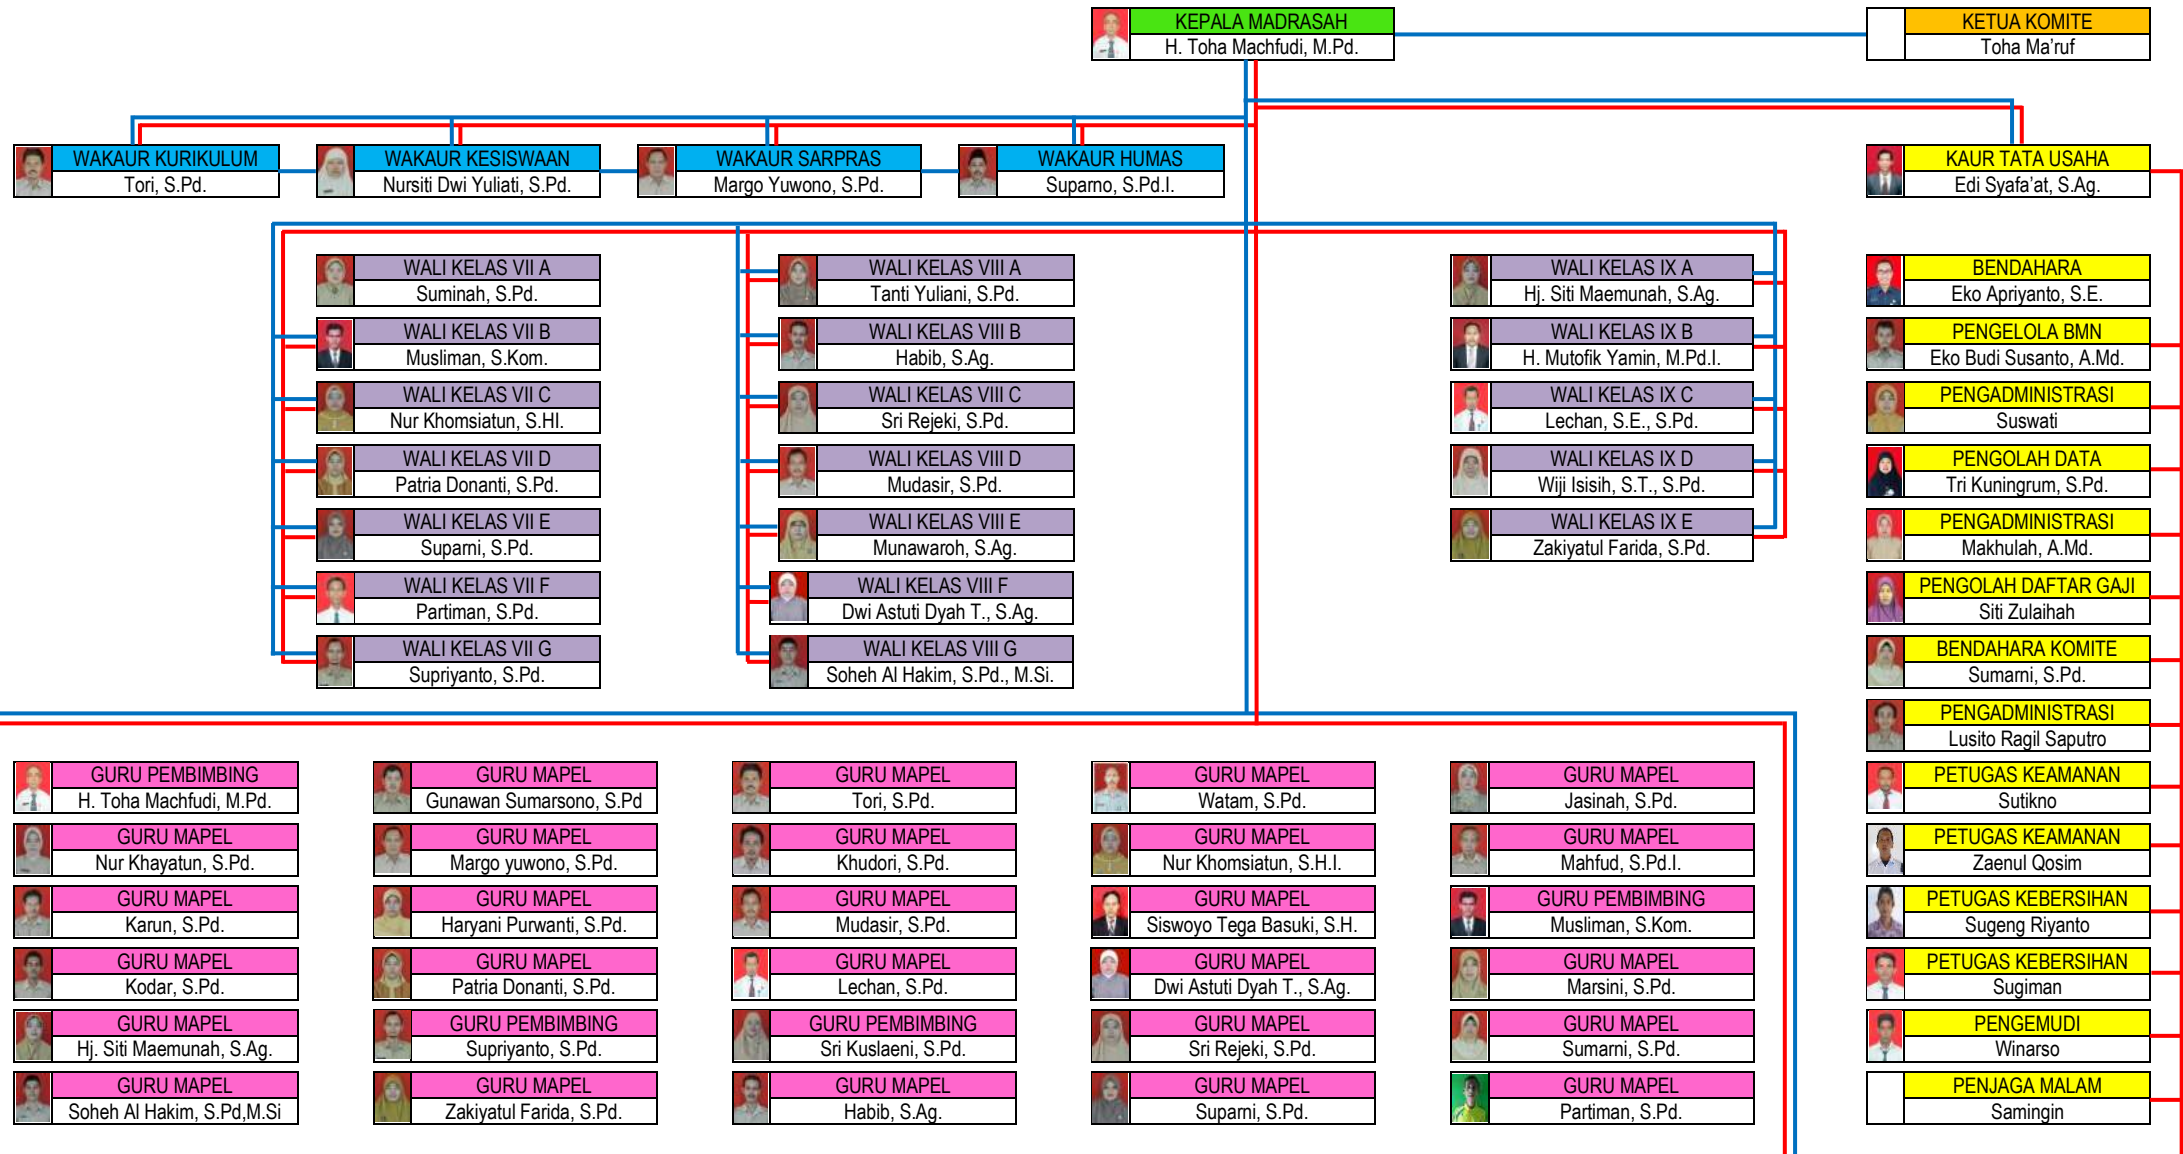 KEPALA MADRASAH
H. Toha Machfudi, M.Pd.
KETUA KOMITE
Toha Ma'ruf
WAKAUR KURIKULUM
Tori, S.Pd.
WAKAUR KESISWAAN
Nursiti Dwi Yuliati, S.Pd.
WAKAUR SARPRAS
Margo Yuwono, S.Pd.
WAKAUR HUMAS
Suparno, S.Pd.I.
KAUR TATA USAHA
Edi Syafa'at, S.Ag.
WALI KELAS VII A
Suminah, S.Pd.
WALI KELAS VII B
Musliman, S.Kom.
WALI KELAS VII C
Nur Khomsiatun, S.HI.
WALI KELAS VII D
Patria Donanti, S.Pd.
WALI KELAS VII E
Suparni, S.Pd.
WALI KELAS VII F
Partiman, S.Pd.
WALI KELAS VII G
Supriyanto, S.Pd.
WALI KELAS VIII A
Tanti Yuliani, S.Pd.
WALI KELAS VIII B
Habib, S.Ag.
WALI KELAS VIII C
Sri Rejeki, S.Pd.
WALI KELAS VIII D
Mudasir, S.Pd.
WALI KELAS VIII E
Munawaroh, S.Ag.
WALI KELAS VIII F
Dwi Astuti Dyah T., S.Ag.
WALI KELAS VIII G
Soheh Al Hakim, S.Pd., M.Si.
WALI KELAS IX A
Hj. Siti Maemunah, S.Ag.
WALI KELAS IX B
H. Mutofik Yamin, M.Pd.I.
WALI KELAS IX C
Lechan, S.E., S.Pd.
WALI KELAS IX D
Wiji Isisih, S.T., S.Pd.
WALI KELAS IX E
Zakiyatul Farida, S.Pd.
BENDAHARA
Eko Apriyanto, S.E.
PENGELOLA BMN
Eko Budi Susanto, A.Md.
PENGADMINISTRASI
Suswati
PENGOLAH DATA
Tri Kuningrum, S.Pd.
PENGADMINISTRASI
Makhulah, A.Md.
PENGOLAH DAFTAR GAJI
Siti Zulaihah
BENDAHARA KOMITE
Sumarni, S.Pd.
PENGADMINISTRASI
Lusito Ragil Saputro
PETUGAS KEAMANAN
Sutikno
PETUGAS KEAMANAN
Zaenul Qosim
PETUGAS KEBERSIHAN
Sugeng Riyanto
PETUGAS KEBERSIHAN
Sugiman
PENGEMUDI
Winarso
PENJAGA MALAM
Samingin
GURU PEMBIMBING
H. Toha Machfudi, M.Pd.
GURU MAPEL
Nur Khayatun, S.Pd.
GURU MAPEL
Karun, S.Pd.
GURU MAPEL
Kodar, S.Pd.
GURU MAPEL
Hj. Siti Maemunah, S.Ag.
GURU MAPEL
Soheh Al Hakim, S.Pd,M.Si
GURU MAPEL
Gunawan Sumarsono, S.Pd
GURU MAPEL
Margo yuwono, S.Pd.
GURU MAPEL
Haryani Purwanti, S.Pd.
GURU MAPEL
Patria Donanti, S.Pd.
GURU PEMBIMBING
Supriyanto, S.Pd.
GURU MAPEL
Zakiyatul Farida, S.Pd.
GURU MAPEL
Tori, S.Pd.
GURU MAPEL
Khudori, S.Pd.
GURU MAPEL
Mudasir, S.Pd.
GURU MAPEL
Lechan, S.Pd.
GURU PEMBIMBING
Sri Kuslaeni, S.Pd.
GURU MAPEL
Habib, S.Ag.
GURU MAPEL
Watam, S.Pd.
GURU MAPEL
Nur Khomsiatun, S.H.I.
GURU MAPEL
Siswoyo Tega Basuki, S.H.
GURU MAPEL
Dwi Astuti Dyah T., S.Ag.
GURU MAPEL
Sri Rejeki, S.Pd.
GURU MAPEL
Suparni, S.Pd.
GURU MAPEL
Jasinah, S.Pd.
GURU MAPEL
Mahfud, S.Pd.I.
GURU PEMBIMBING
Musliman, S.Kom.
GURU MAPEL
Marsini, S.Pd.
GURU MAPEL
Sumarni, S.Pd.
GURU MAPEL
Partiman, S.Pd.